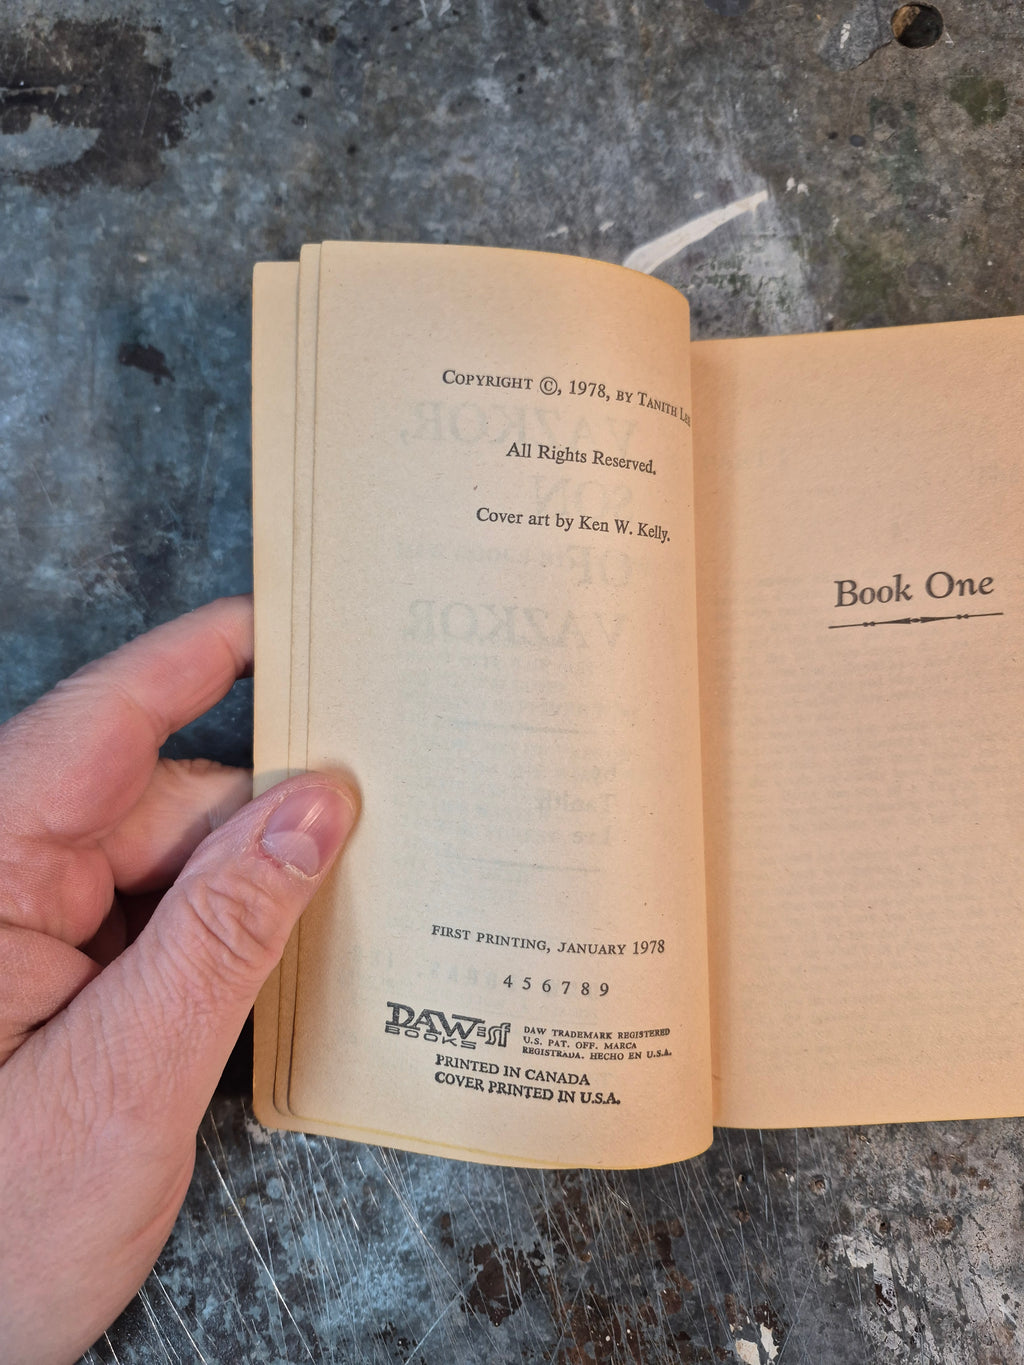 COPYRIGHT ©, 1978, BY TANITH LEE
All Rights Reserved.
Cover art by Ken W. Kelly.
FIRST PRINTING, JANUARY 1978
4 5 6 7 8 9
DAW sf
BOOKS
DAW TRADEMARK REGISTERED
U.S. PAT. OFF. MARCA
REGISTRADA. HECHO EN U.S.A.
PRINTED IN CANADA
COVER PRINTED IN U.S.A.
Book One